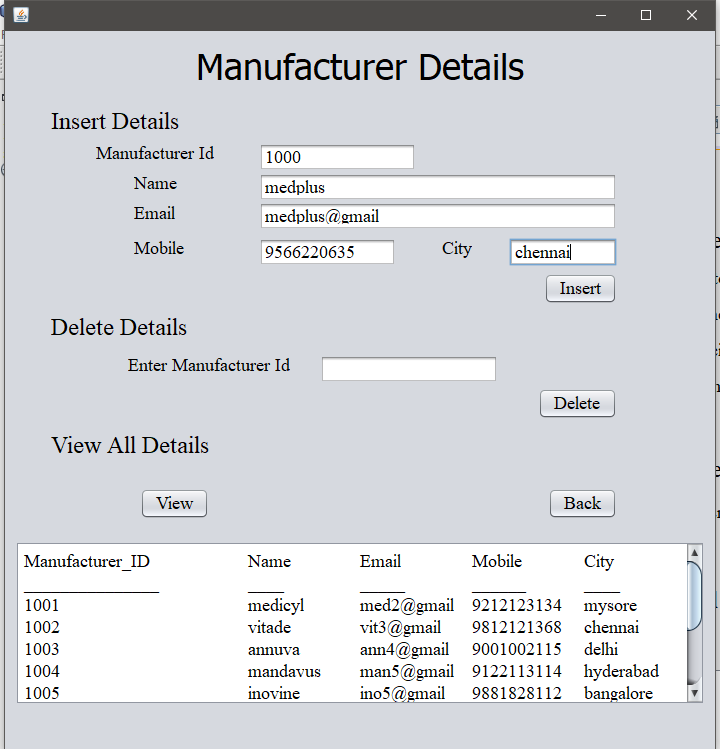 Manufacturer Details
Insert Details
Manufacturer Id 1000
Name medplus
Email medplus@gmail
Mobile 9566220635 City chennai
Insert
Delete Details
Enter Manufacturer Id
Delete
View All Details
View Back
Manufacturer_ID Name Email Mobile City
1001 medicyl med2@gmail 9212123134 mysore
1002 vitade vit3@gmail 9812121368 chennai
1003 annuva ann4@gmail 9001002115 delhi
1004 mandavus man5@gmail 9122113114 hyderabad
1005 inovine ino5@gmail 9881828112 bangalore